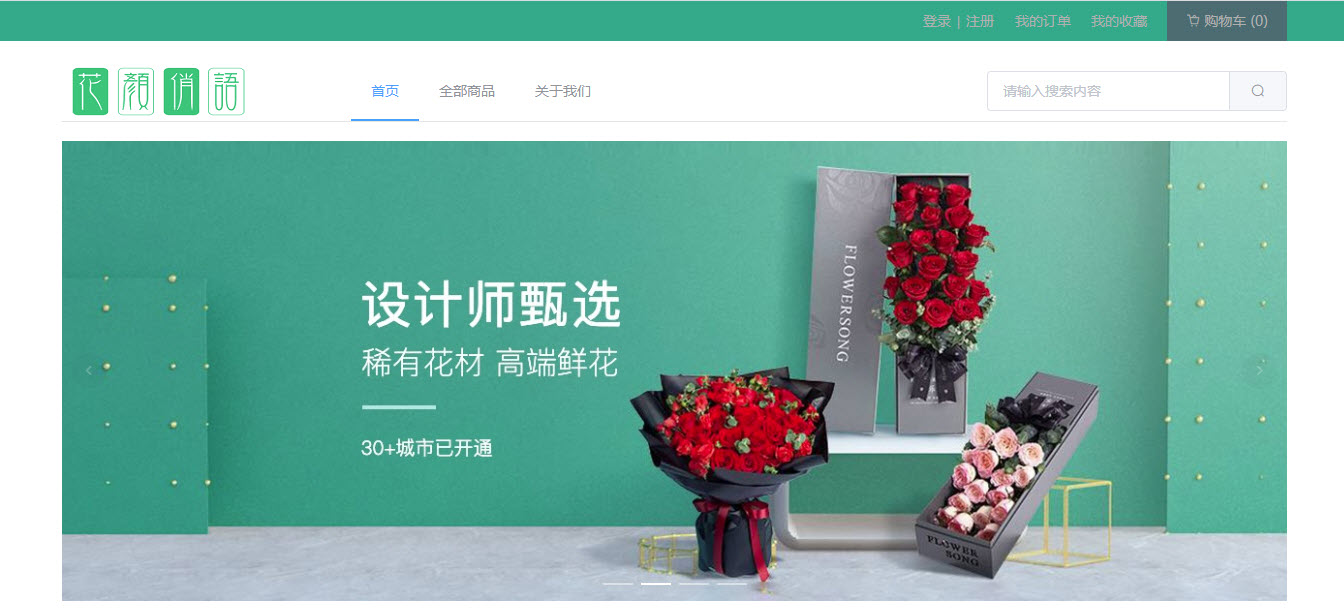 登录 | 注册 我的订单 我的收藏 购物车 (0)
花顏俏語
首页 全部商品 关于我们
请输入搜索内容
设计师甄选
稀有花材 高端鲜花
30+城市已开通
FLOWERSONG
FLOWER
SONG